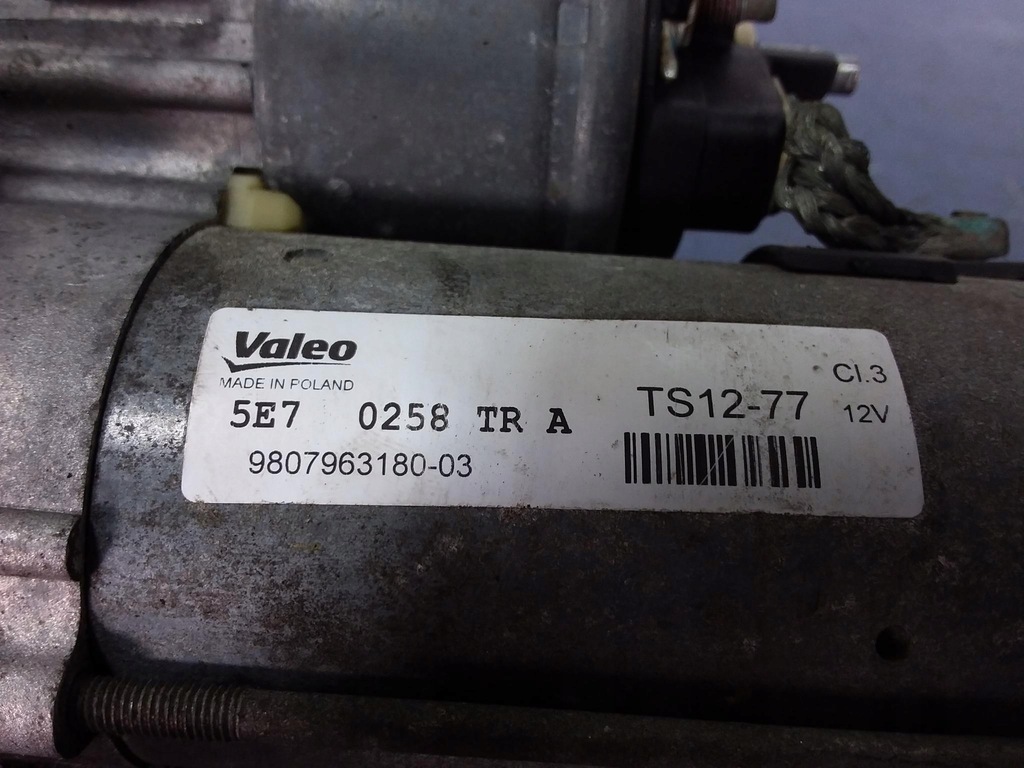 Valeo
MADE IN POLAND
5E7 0258 TR A
9807963180-03
TS12-77
Cl.3
12V